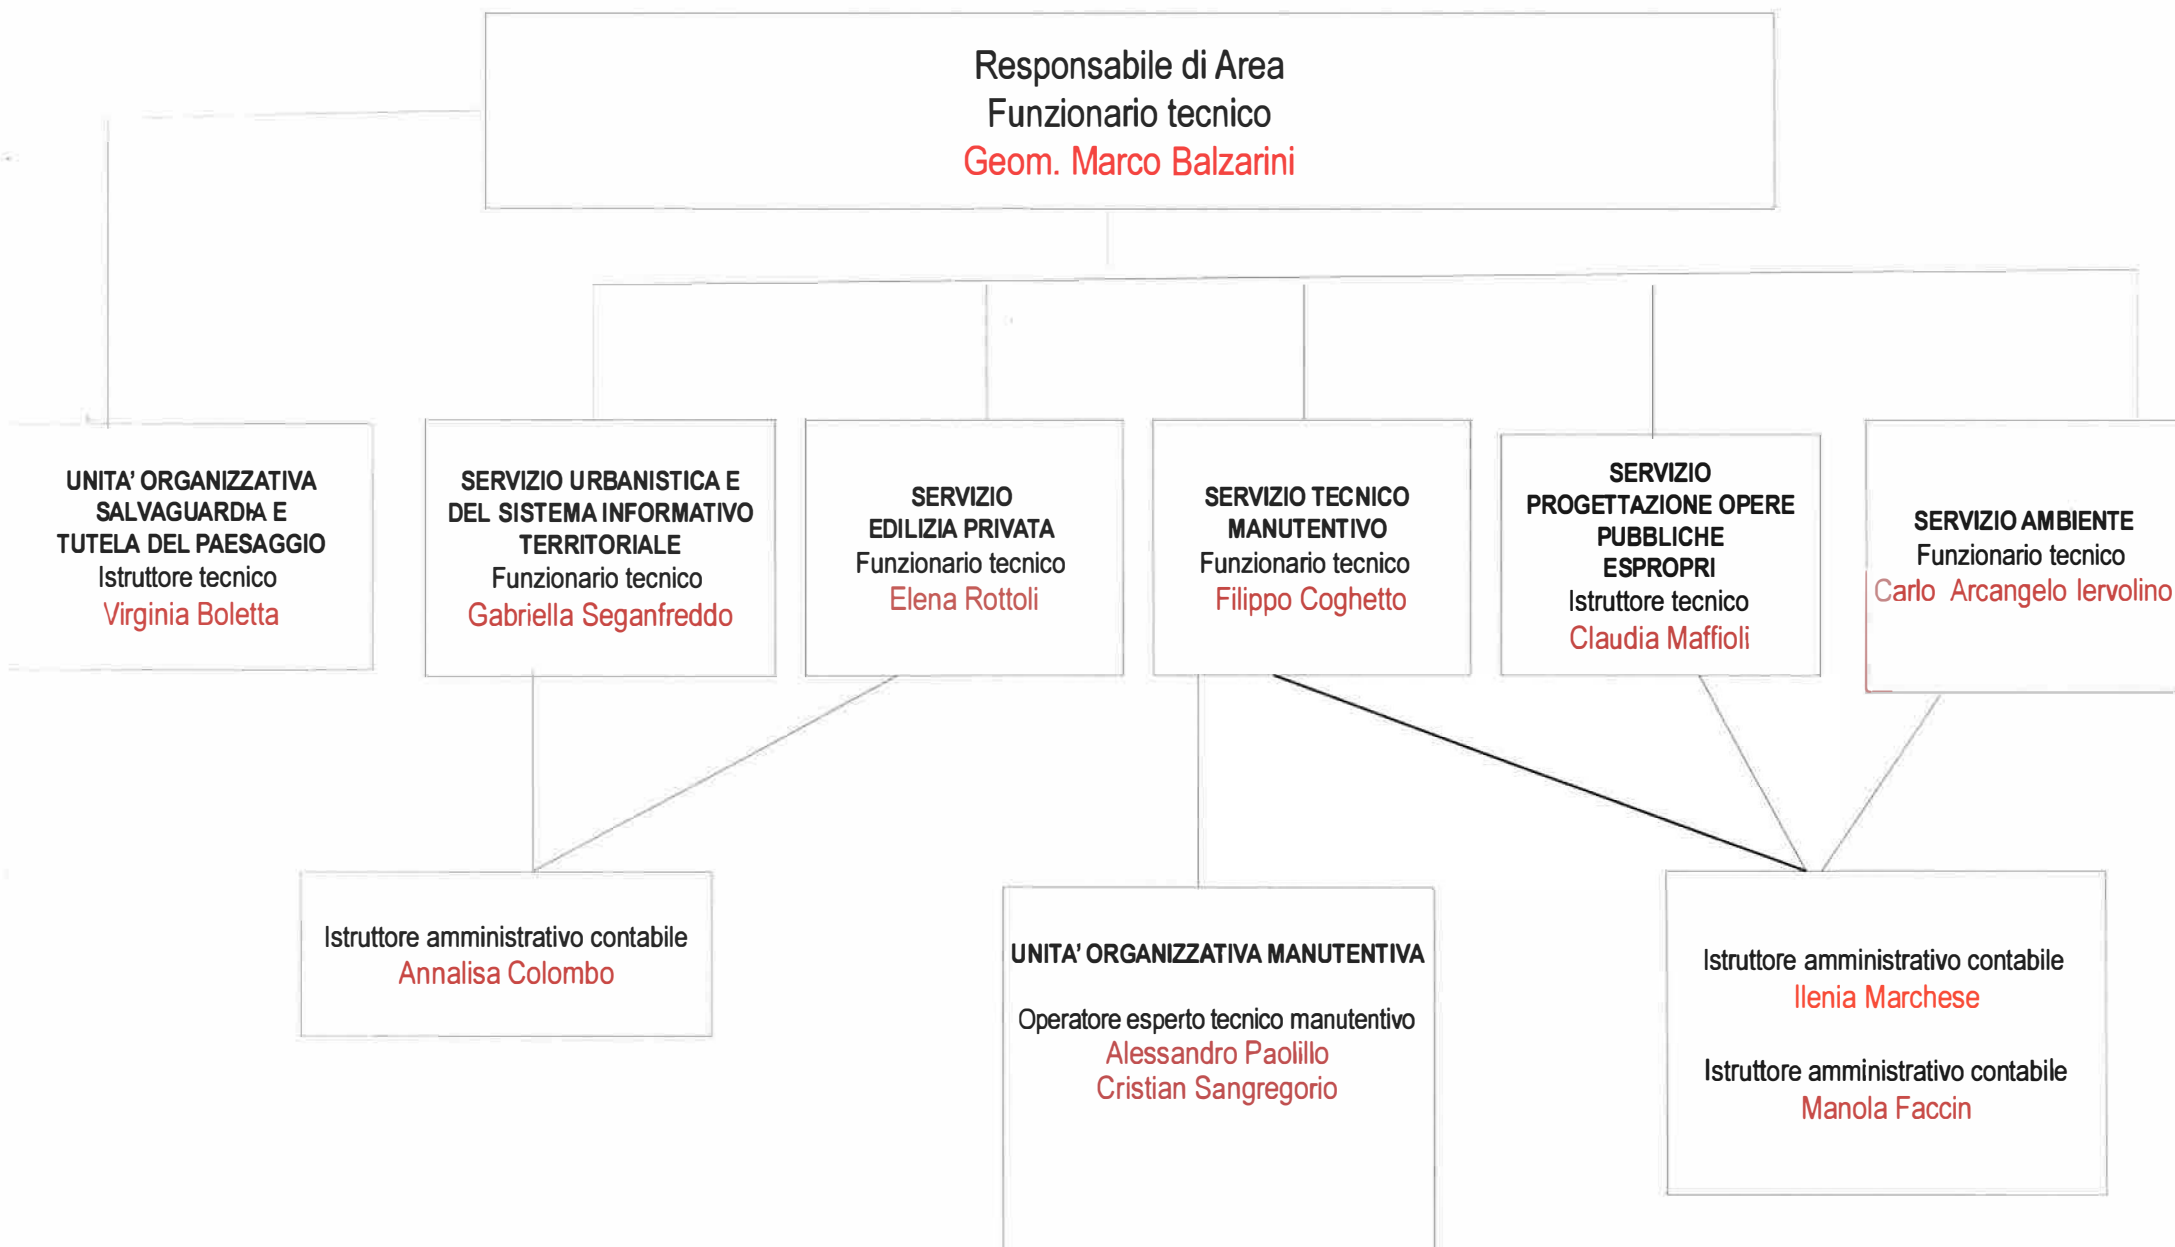 Responsabile di Area
Funzionario tecnico
Geom. Marco Balzarini
UNITA' ORGANIZZATIVA
SALVAGUARDIA E
TUTELA DEL PAESAGGIO
Istruttore tecnico
Virginia Boletta
SERVIZIO URBANISTICA E
DEL SISTEMA INFORMATIVO
TERRITORIALE
Funzionario tecnico
Gabriella Seganfreddo
SERVIZIO
EDILIZIA PRIVATA
Funzionario tecnico
Elena Rottoli
SERVIZIO TECNICO
MANUTENTIVO
Funzionario tecnico
Filippo Coghetto
SERVIZIO
PROGETTAZIONE OPERE
PUBBLICHE
ESPROPRI
Istruttore tecnico
Claudia Maffioli
SERVIZIO AMBIENTE
Funzionario tecnico
Carlo Arcangelo Iervolino
Istruttore amministrativo contabile
Annalisa Colombo
UNITA' ORGANIZZATIVA MANUTENTIVA
Operatore esperto tecnico manutentivo
Alessandro Paolillo
Cristian Sangregorio
Istruttore amministrativo contabile
Ilenia Marchese
Istruttore amministrativo contabile
Manola Faccin